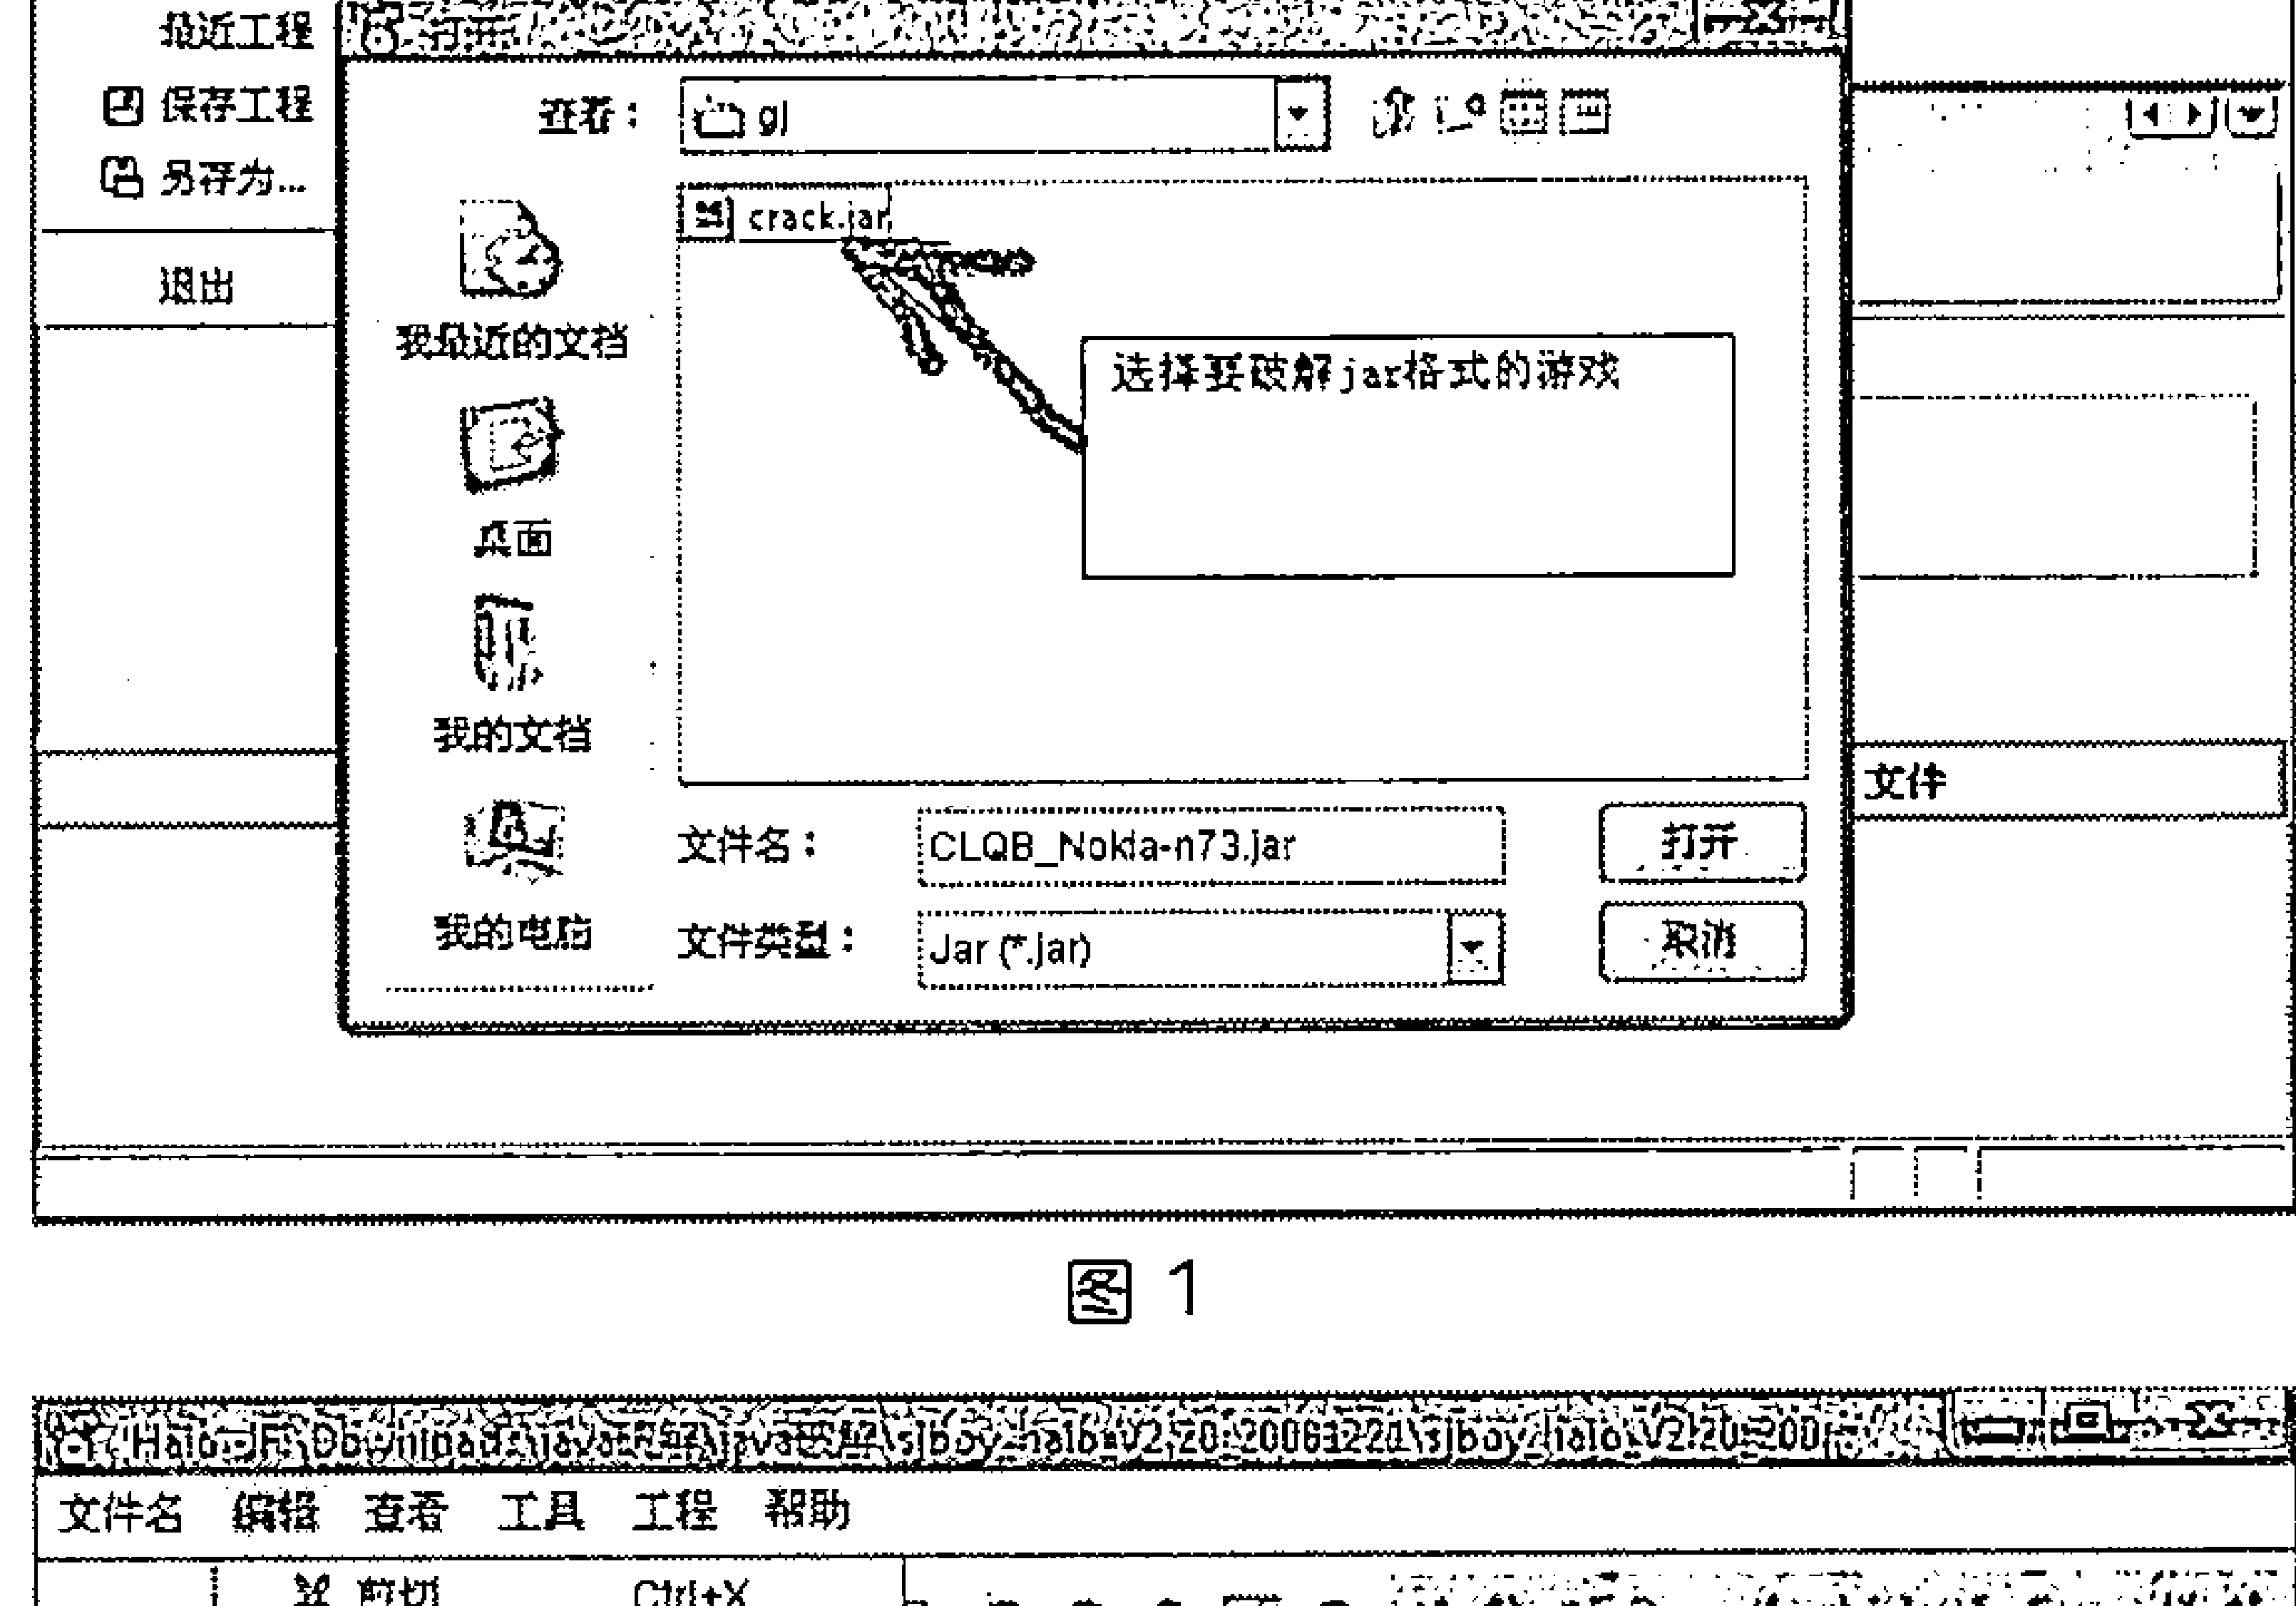 最近工程
打开
查看：
gj
保存工程
另存为...
crack.jar
退出
我最近的文档
选择要破解jar格式的游戏
桌面
我的文档
文件
文件名：
CLQB_Nokia-n73.jar
打开
我的电脑
文件类型：
Jar (*.jar)
取消
图 1
文件名 编辑 查看 工具 工程 帮助
剪切 Ctrl+X